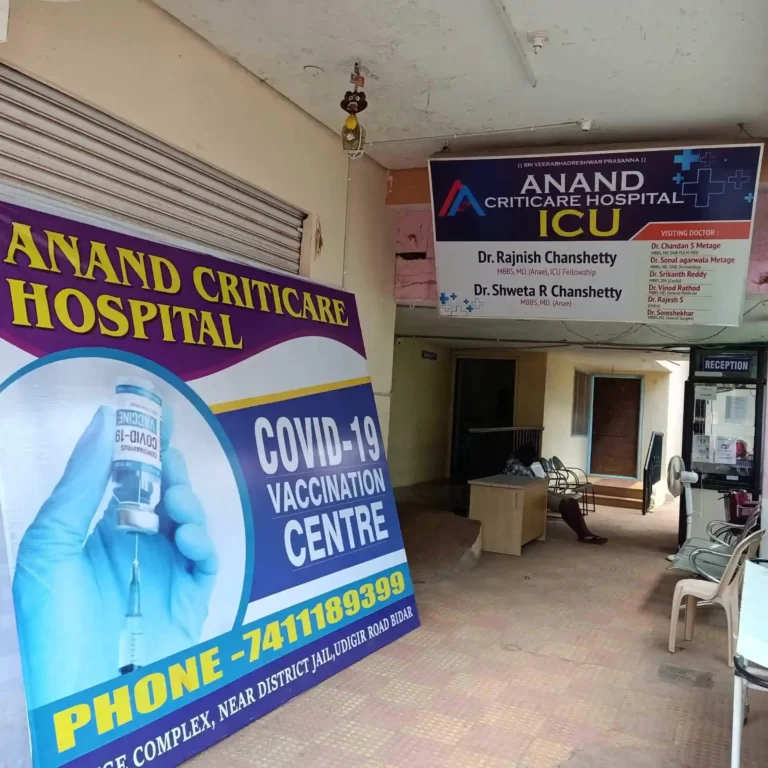 ANAND CRITICARE
HOSPITAL
VACCINE
COVID-19
CORONAVIRUS
COVID-19
VACCINATION
CENTRE
PHONE -7411189399
COMPLEX, NEAR DISTRICT JAIL, UDIGIR ROAD BIDAR
|| SRI VEERABHADRESHWAR PRASANNA ||
ANAND
CRITICARE HOSPITAL
ICU
Dr. Rajnish Chanshetty
MBBS, MD. (Anae), ICU Fellowship
Dr. Shweta R Chanshetty
MBBS, MD. (Anae)
VISITING DOCTOR :
Dr. Chandan S Metage
Dr. Sonal agarwala Metage
Dr. Srikanth Reddy
Dr. Vinod Rathod
Dr. Rajesh S
Dr. Somshekhar
RECEPTION